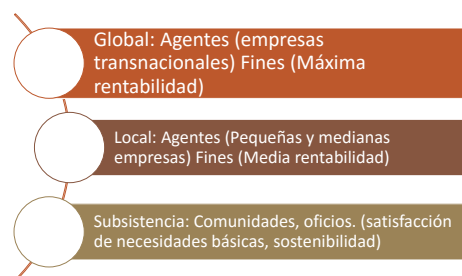 Global: Agentes (empresas
transnacionales) Fines (Máxima
rentabilidad)
Local: Agentes (Pequeñas y medianas
empresas) Fines (Media rentabilidad)
Subsistencia: Comunidades, oficios. (satisfacción
de necesidades básicas, sostenibilidad)